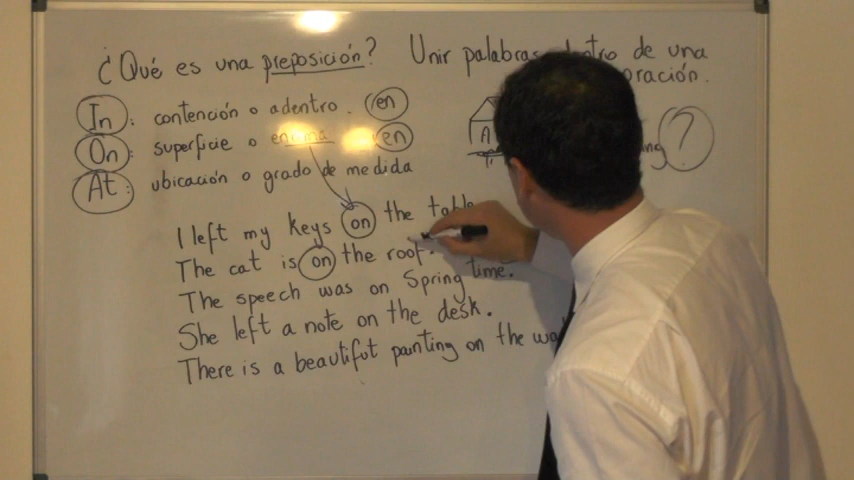 ¿Qué es una preposición? Unir palabras dentro de una
oración.
In: contención o adentro. en
On: superficie o encima en
At: ubicación o grado de medida
A
?
I left my keys on the table
The cat is on the roof.
The speech was on Spring time.
She left a note on the desk.
There is a beautiful painting on the